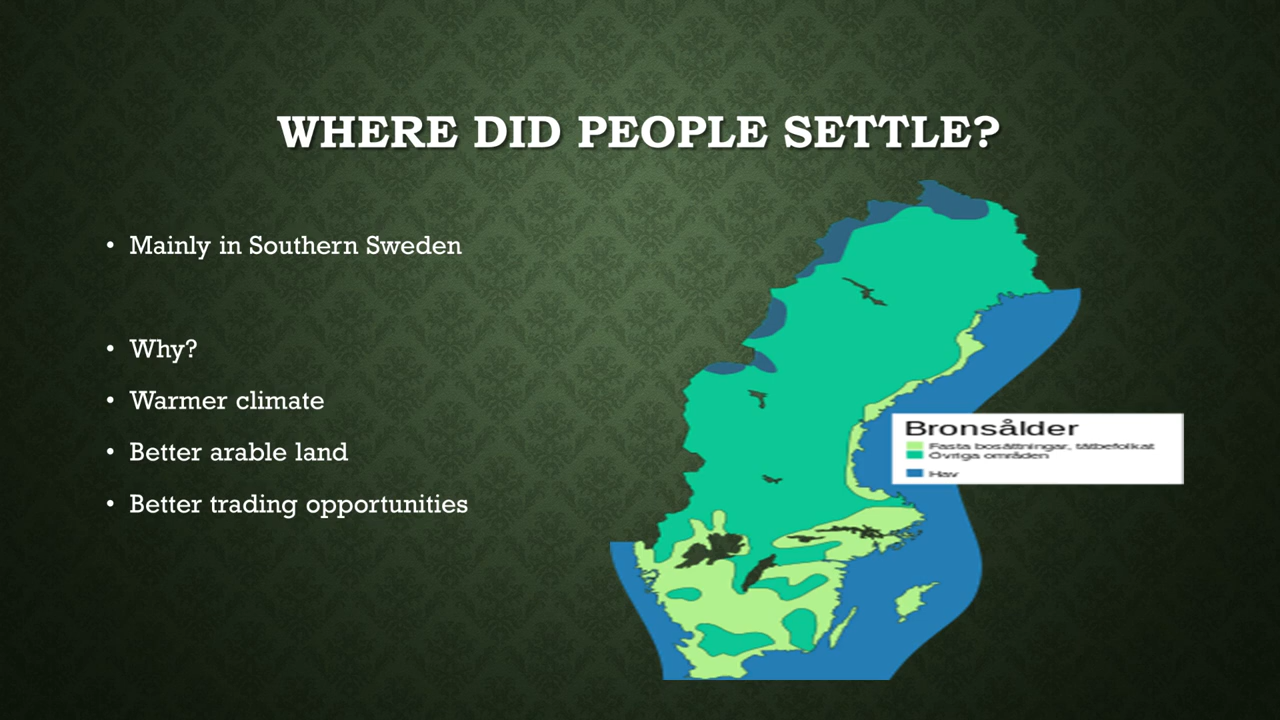 WHERE DID PEOPLE SETTLE?
• Mainly in Southern Sweden
• Why?
• Warmer climate
• Better arable land
• Better trading opportunities
Bronsålder
Fasta bosättningar, tätbefolkat
Övriga områden
Hav